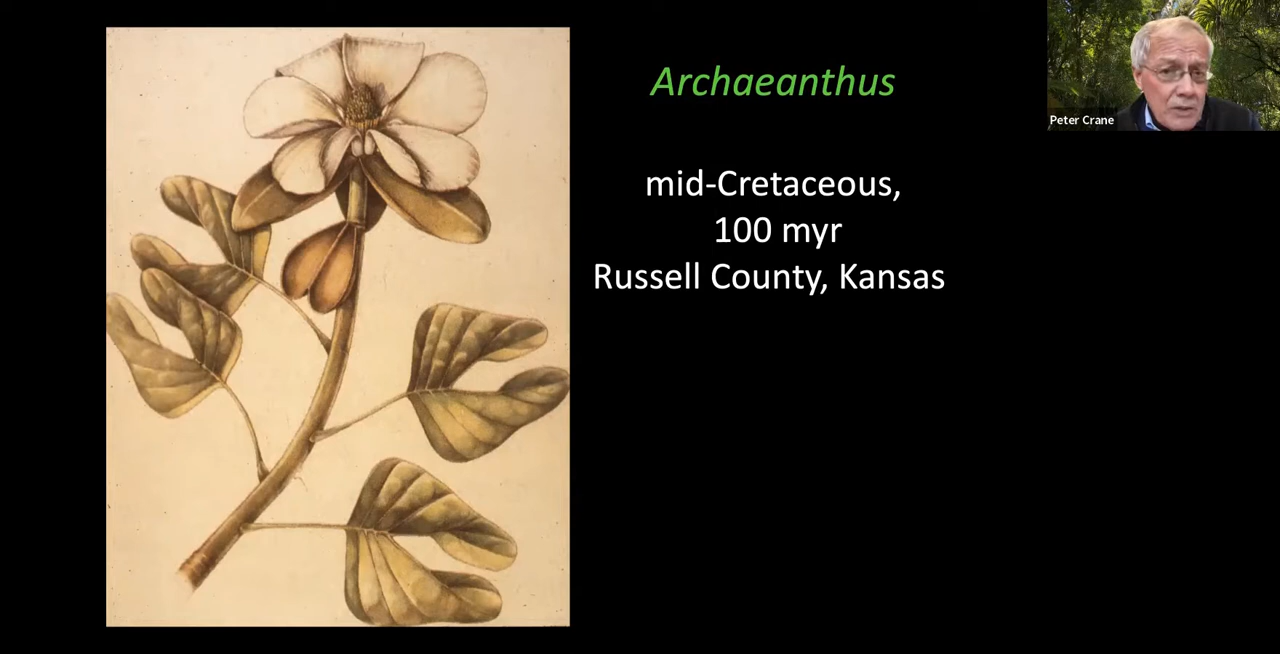 Archaeanthus
mid-Cretaceous,
100 myr
Russell County, Kansas
Peter Crane